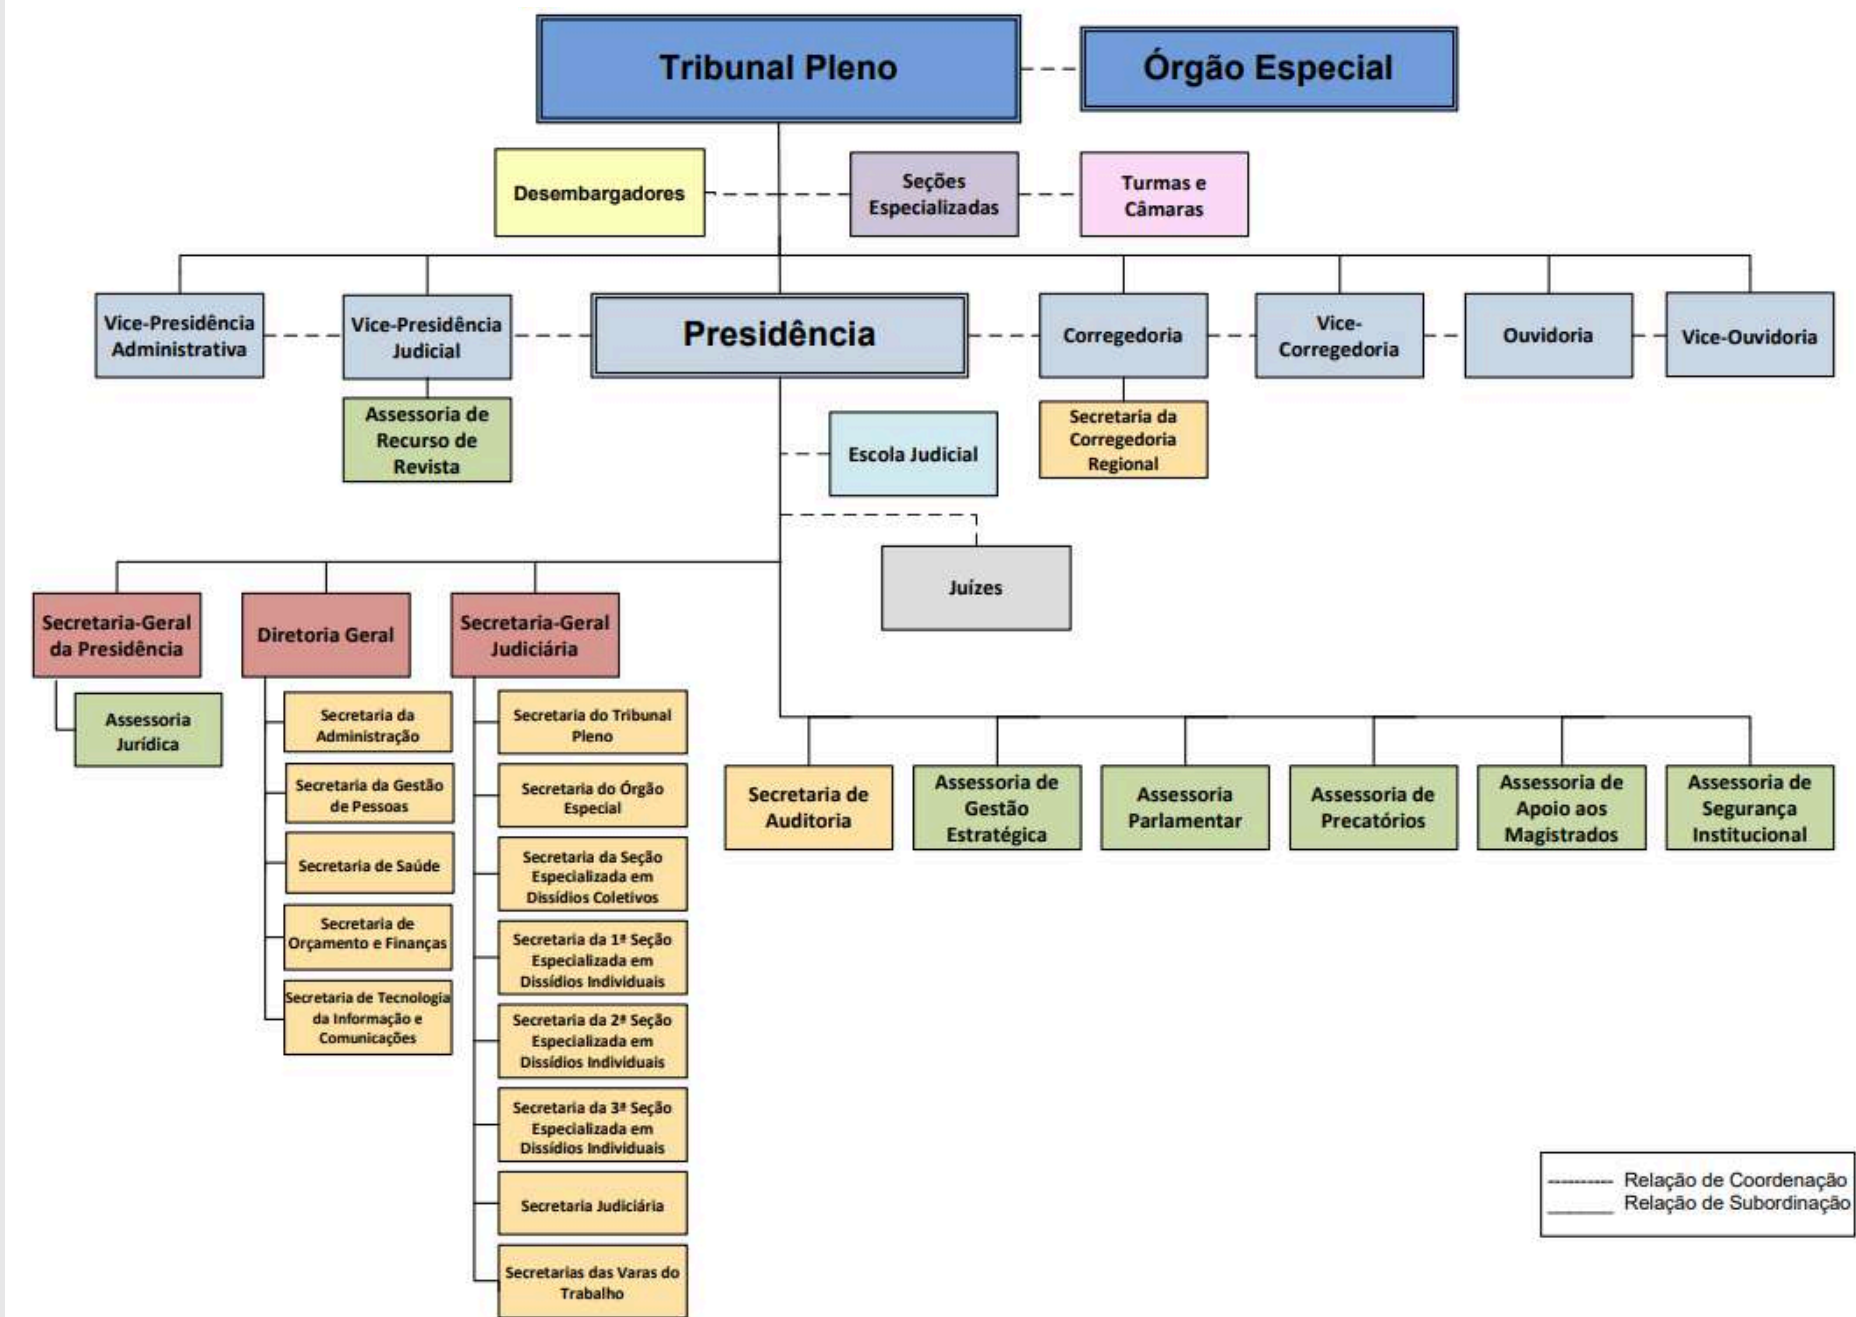 Tribunal Pleno
Órgão Especial
Desembargadores
Seções
Especializadas
Turmas e
Câmaras
Vice-Presidência
Administrativa
Vice-Presidência
Judicial
Presidência
Corregedoria
Vice-
Corregedoria
Ouvidoria
Vice-Ouvidoria
Assessoria de
Recurso de
Revista
Escola Judicial
Secretaria da
Corregedoria
Regional
Juízes
Secretaria-Geral
da Presidência
Diretoria Geral
Secretaria-Geral
Judiciária
Assessoria
Jurídica
Secretaria da
Administração
Secretaria da Gestão
de Pessoas
Secretaria de Saúde
Secretaria de
Orçamento e Finanças
Secretaria de Tecnologia
da Informação e
Comunicações
Secretaria do Tribunal
Pleno
Secretaria do Órgão
Especial
Secretaria da Seção
Especializada em
Dissídios Coletivos
Secretaria da 1ª Seção
Especializada em
Dissídios Individuais
Secretaria da 2ª Seção
Especializada em
Dissídios Individuais
Secretaria da 3ª Seção
Especializada em
Dissídios Individuais
Secretaria Judiciária
Secretarias das Varas do
Trabalho
Secretaria de
Auditoria
Assessoria de
Gestão
Estratégica
Assessoria
Parlamentar
Assessoria de
Precatórios
Assessoria de
Apoio aos
Magistrados
Assessoria de
Segurança
Institucional
Relação de Coordenação
Relação de Subordinação